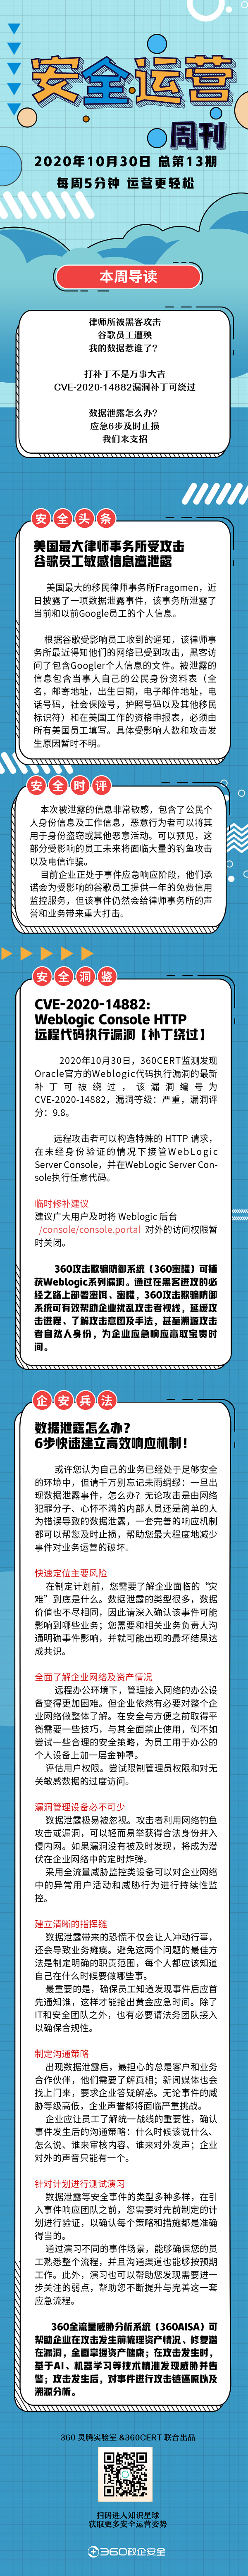 安全运营
周刊
2020年10月30日 总第13期
每周5分钟 运营更轻松
本周导读
律师所被黑客攻击
谷歌员工遭殃
我的数据惹谁了?
打补丁不是万事大吉
CVE-2020-14882漏洞补丁可绕过
数据泄露怎么办?
应急6步及时止损
我们来支招
安全头条
美国最大律师事务所受攻击
谷歌员工敏感信息遭泄露
美国最大的移民律师事务所Fragomen，近
日披露了一项数据泄露事件，该事务所泄露了
当前和以前Google员工的个人信息。
根据谷歌受影响员工收到的通知，该律师事
务所最近得知他们的网络已受到攻击，黑客访
问了包含Googler个人信息的文件。被泄露的
信息包含当事人自己的公民身份资料表（全
名，邮寄地址，出生日期，电子邮件地址，电
话号码，社会保险号，护照号码以及其他移民
标识符）和在美国工作的资格申报表，必须由
所有美国员工填写。具体受影响人数和攻击发
生原因暂时不明。
安全时评
本次被泄露的信息非常敏感，包含了公民个
人身份信息及工作信息，恶意行为者可以将其
用于身份盗窃或其他恶意活动。可以预见，这
部分受影响的员工未来将面临大量的钓鱼攻击
以及电信诈骗。
目前企业正处于事件应急响应阶段，他们承
诺会为受影响的谷歌员工提供一年的免费信用
监控服务，但该事件仍然会给律师事务所的声
誉和业务带来重大打击。
安全洞鉴
CVE-2020-14882:
Weblogic Console HTTP
远程代码执行漏洞【补丁绕过】
2020年10月30日，360CERT监测发现
Oracle官方的Weblogic代码执行漏洞的最新
补丁可被绕过，该漏洞编号为
CVE-2020-14882，漏洞等级：严重，漏洞评
分：9.8。
远程攻击者可以构造特殊的 HTTP 请求，
在未经身份验证的情况下接管WebLogic
Server Console，并在WebLogic Server Con-
sole执行任意代码。
临时修补建议
建议广大用户及时将 Weblogic 后台
/console/console.portal 对外的访问权限暂
时关闭。
360攻击欺骗防御系统（360蜜罐）可捕
获Weblogic系列漏洞。通过在黑客进攻的必
经之路上部署蜜饵、蜜罐，360攻击欺骗防御
系统可有效帮助企业扰乱攻击者视线，延缓攻
击进程、了解攻击意图及手法，甚至溯源攻击
者自然人身份，为企业应急响应赢取宝贵时
间。
企安兵法
数据泄露怎么办?
6步快速建立高效响应机制!
或许您认为自己的业务已经处于足够安全
的环境中，但请千万别忘记未雨绸缪：一旦出
现数据泄露事件，怎么办？无论攻击是由网络
犯罪分子、心怀不满的内部人员还是简单的人
为错误导致的数据泄露，一套完善的响应机制
都可以帮您及时止损，帮助您最大程度地减少
事件对业务运营的破坏。
快速定位主要风险
在制定计划前，您需要了解企业面临的“灾
难”到底是什么。数据泄露的类型很多，数据
价值也不尽相同，因此请深入确认该事件可能
影响到哪些业务；您需要和相关业务负责人沟
通明确事件影响，并就可能出现的最坏结果达
成共识。
全面了解企业网络及资产情况
远程办公环境下，管理接入网络的办公设
备变得更加困难。但企业依然有必要对整个企
业网络做整体了解。在安全与方便之前取得平
衡需要一些技巧，与其全面禁止使用，倒不如
尝试一些合理的安全策略，为员工用于办公的
个人设备上加一层金钟罩。
评估用户权限。尝试限制管理员权限和对无
关敏感数据的过度访问。
漏洞管理设备必不可少
数据泄露极易被忽视。攻击者利用网络钓鱼
攻击或漏洞，可以轻而易举获得合法身份并入
侵内网。如果漏洞没有被及时发现，将成为潜
伏在企业网络中的定时炸弹。
采用全流量威胁监控类设备可以对企业网络
中的异常用户活动和威胁行为进行持续性监
控。
建立清晰的指挥链
数据泄露带来的恐慌不仅会让人冲动行事，
还会导致业务瘫痪。避免这两个问题的最佳方
法是制定明确的职责范围，每个人都应该知道
自己在什么时候要做哪些事。
最重要的是，确保员工知道发现事件后应首
先通知谁，这样才能抢出黄金应急时间。除了
IT和安全团队之外，也有必要请法务团队接入
以确保合规性。
制定沟通策略
出现数据泄露后，最担心的总是客户和业务
合作伙伴，他们需要了解真相；新闻媒体也会
找上门来，要求企业答疑解惑。无论事件的威
胁等级高低，企业声誉都将面临严重挑战。
企业应让员工了解统一战线的重要性，确认
事件发生后的沟通策略：什么时候该说什么、
怎么说、谁来审核内容、谁来对外发声；企业
对外的声音只能有一个。
针对计划进行测试演习
数据泄露等安全事件的类型多种多样，在引
入事件响应团队之前，您需要对先前制定的计
划进行验证，以确认每个策略和措施都是准确
得当的。
通过演习不同的事件场景，能够确保您的员
工熟悉整个流程，并且沟通渠道也能够按预期
工作。此外，演习也可以帮助您发现需要进一
步关注的弱点，帮助您不断提升与完善这一套
应急流程。
360全流量威胁分析系统（360AISA）可
帮助企业在攻击发生前梳理资产情况、修复潜
在漏洞，全面掌握资产健康；在攻击发生时，
基于AI、机器学习等技术精准发现威胁并告
警；攻击发生后，对事件进行攻击链还原以及
溯源分析。
360 灵腾实验室 &360CERT 联合出品
扫码进入知识星球
获取更多安全运营姿势
360政企安全